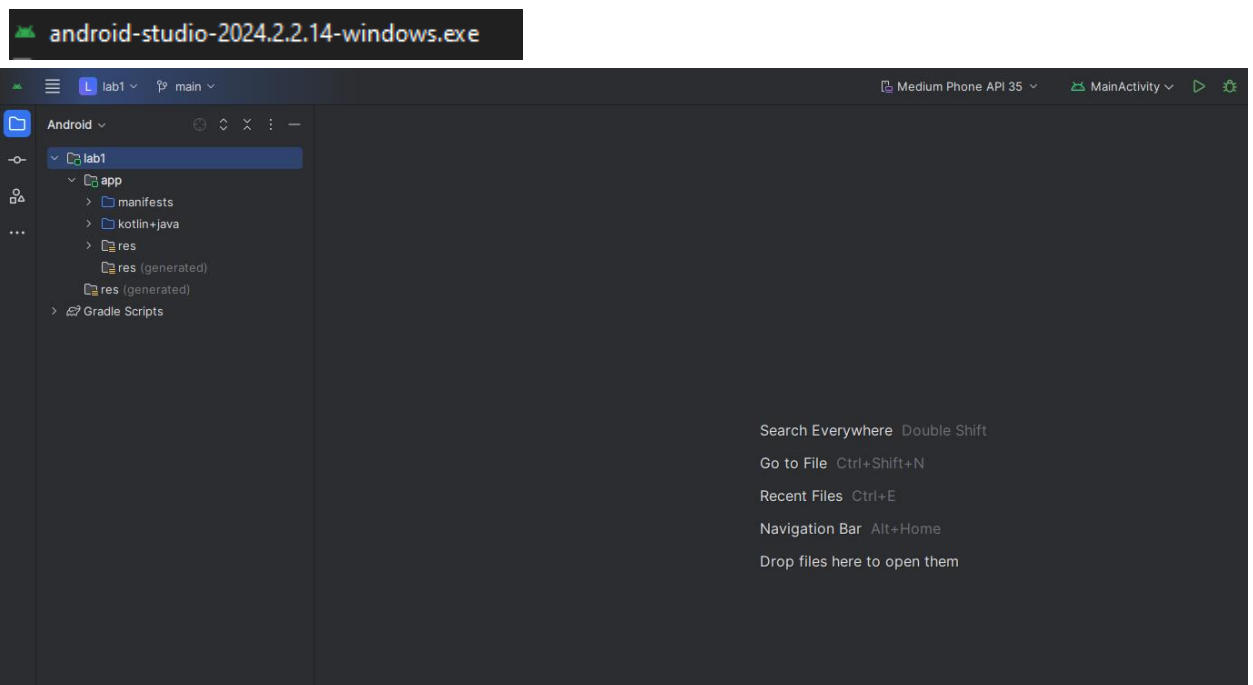 android-studio-2024.2.2.14-windows.exe
L lab1 main Medium Phone API 35 MainActivity
Android
lab1
app
manifests
kotlin+java
res
res (generated)
res (generated)
Gradle Scripts
Search Everywhere Double Shift
Go to File Ctrl+Shift+N
Recent Files Ctrl+E
Navigation Bar Alt+Home
Drop files here to open them